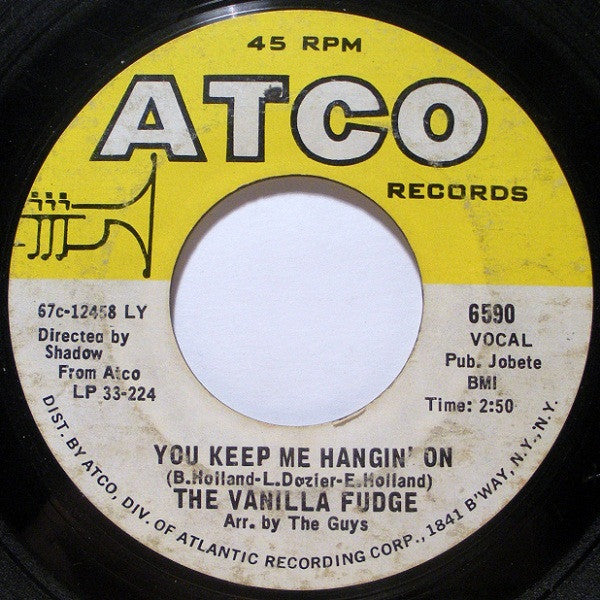 45 RPM
ATCO
RECORDS
67c-12458 LY
Directed by
Shadow
From Atco
LP 33-224
6590
VOCAL
Pub. Jobete
BMI
Time: 2:50
YOU KEEP ME HANGIN' ON
(B.Holland-L.Dozier-E.Holland)
THE VANILLA FUDGE
Arr. by The Guys
DIST. BY ATCO, DIV. OF ATLANTIC RECORDING CORP., 1841 B'WAY, N.Y., N.Y.